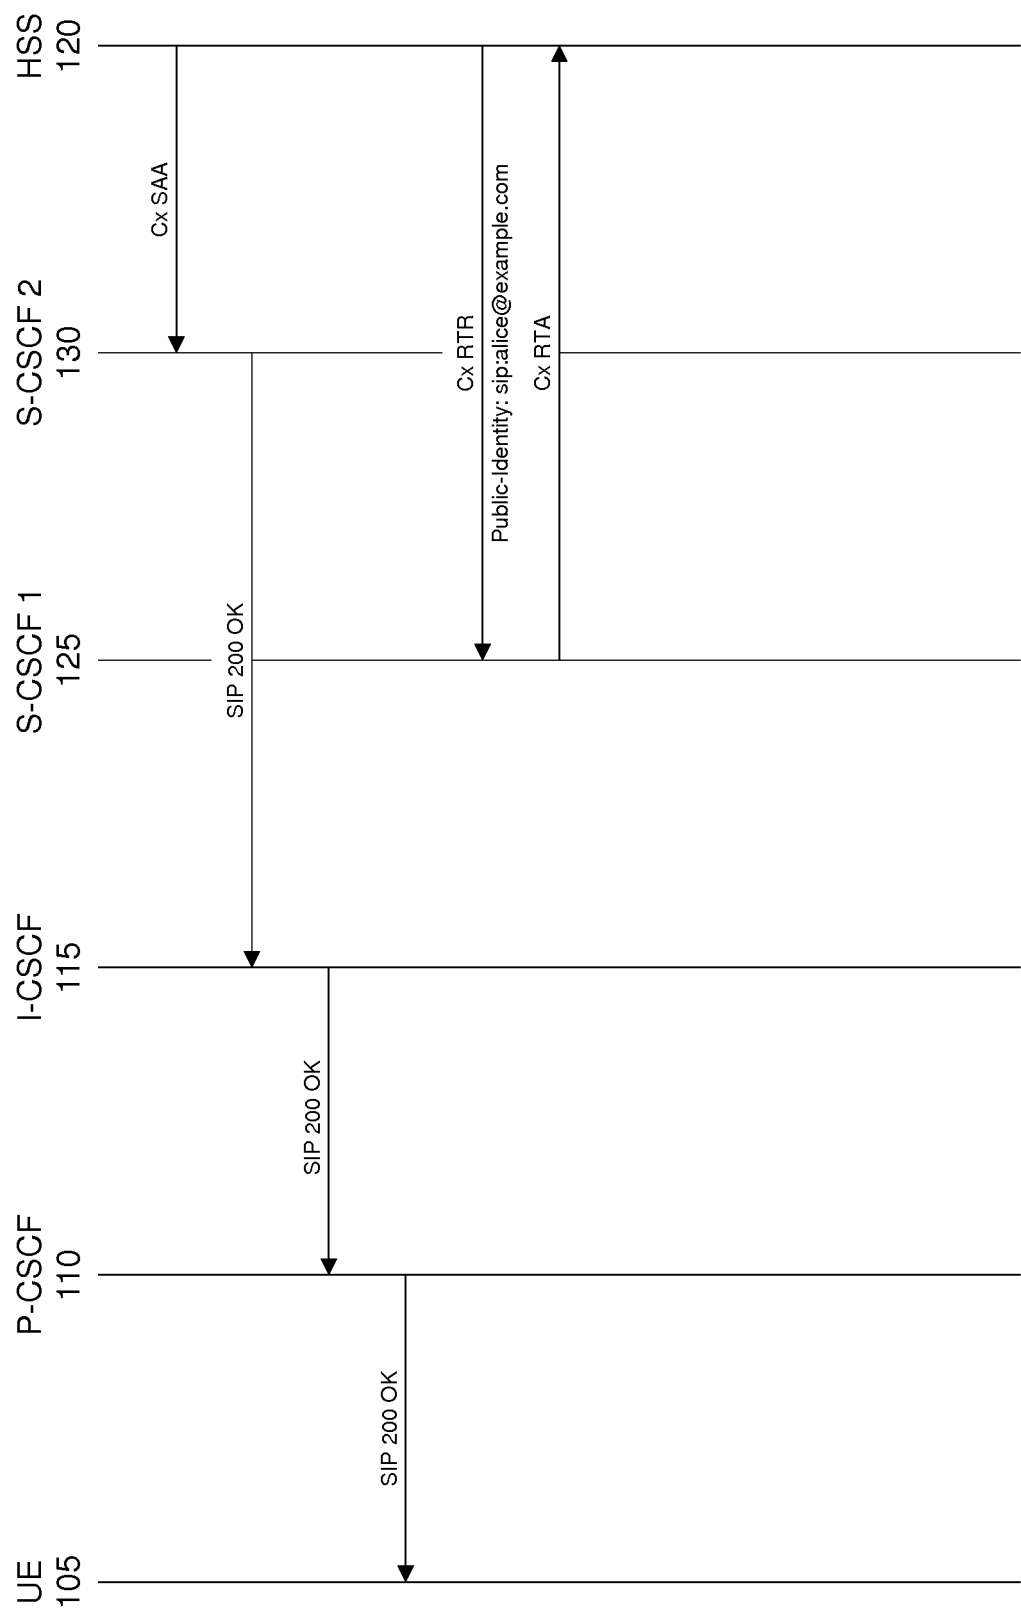 UE
105
P-CSCF
110
I-CSCF
115
S-CSCF 1
125
S-CSCF 2
130
HSS
120
Cx SAA
SIP 200 OK
SIP 200 OK
SIP 200 OK
Cx RTR
Public-Identity: sip:alice@example.com
Cx RTA